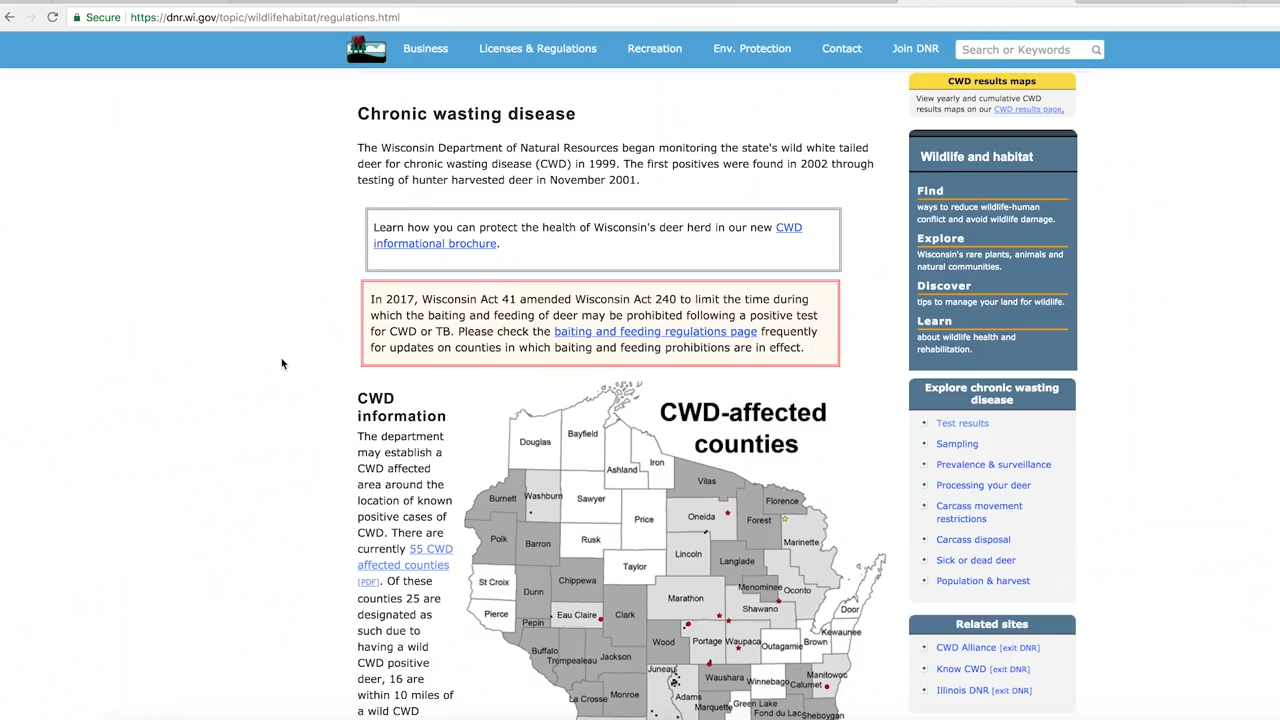 Secure https://dnr.wi.gov/topic/wildlifehabitat/regulations.html
Business Licenses & Regulations Recreation Env. Protection Contact Join DNR Search or Keywords
Chronic wasting disease
The Wisconsin Department of Natural Resources began monitoring the state's wild white tailed
deer for chronic wasting disease (CWD) in 1999. The first positives were found in 2002 through
testing of hunter harvested deer in November 2001.
Learn how you can protect the health of Wisconsin's deer herd in our new CWD
informational brochure.
In 2017, Wisconsin Act 41 amended Wisconsin Act 240 to limit the time during
which the baiting and feeding of deer may be prohibited following a positive test
for CWD or TB. Please check the baiting and feeding regulations page frequently
for updates on counties in which baiting and feeding prohibitions are in effect.
CWD
information
The department
may establish a
CWD affected
area around the
location of known
positive cases of
CWD. There are
currently 55 CWD
affected counties
[PDF]. Of these
counties 25 are
designated as
such due to
having a wild
CWD positive
deer, 16 are
within 10 miles of
a wild CWD
CWD-affected
counties
Douglas
Bayfield
Ashland
Iron
Vilas
Burnett
Washburn
Sawyer
Price
Oneida
Forest
Florence
Polk
Barron
Rusk
Lincoln
Langlade
Marinette
St Croix
Dunn
Chippewa
Taylor
Menominee
Oconto
Pierce
Pepin
Eau Claire
Clark
Marathon
Shawano
Door
Buffalo
Trempealeau
Jackson
Wood
Portage
Waupaca
Outagamie
Brown
Kewaunee
La Crosse
Monroe
Juneau
Adams
Waushara
Winnebago
Calumet
Manitowoc
Marquette
Green Lake
Fond du Lac
Sheboygan
CWD results maps
View yearly and cumulative CWD
results maps on our CWD results page.
Wildlife and habitat
Find
ways to reduce wildlife-human
conflict and avoid wildlife damage.
Explore
Wisconsin's rare plants, animals and
natural communities.
Discover
tips to manage your land for wildlife.
Learn
about wildlife health and
rehabilitation.
Explore chronic wasting
disease
Test results
Sampling
Prevalence & surveillance
Processing your deer
Carcass movement
restrictions
Carcass disposal
Sick or dead deer
Population & harvest
Related sites
CWD Alliance [exit DNR]
Know CWD [exit DNR]
Illinois DNR [exit DNR]